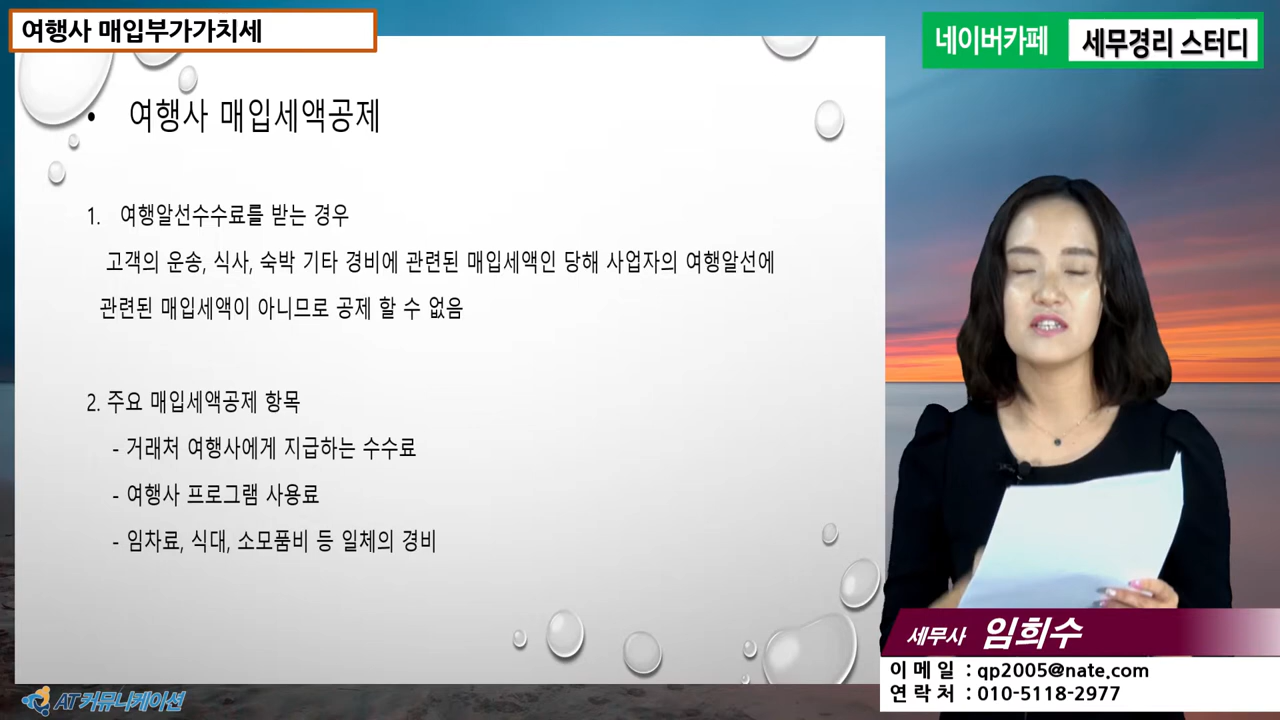 여행사 매입부가가치세
네이버카페 세무경리 스터디
• 여행사 매입세액공제
1. 여행알선수수료를 받는 경우
고객의 운송, 식사, 숙박 기타 경비에 관련된 매입세액인 당해 사업자의 여행알선에
관련된 매입세액이 아니므로 공제 할 수 없음
2. 주요 매입세액공제 항목
- 거래처 여행사에게 지급하는 수수료
- 여행사 프로그램 사용료
- 임차료, 식대, 소모품비 등 일체의 경비
세무사 임희수
이 메 일 : qp2005@nate.com
연 락 처 : 010-5118-2977
AT커뮤니케이션